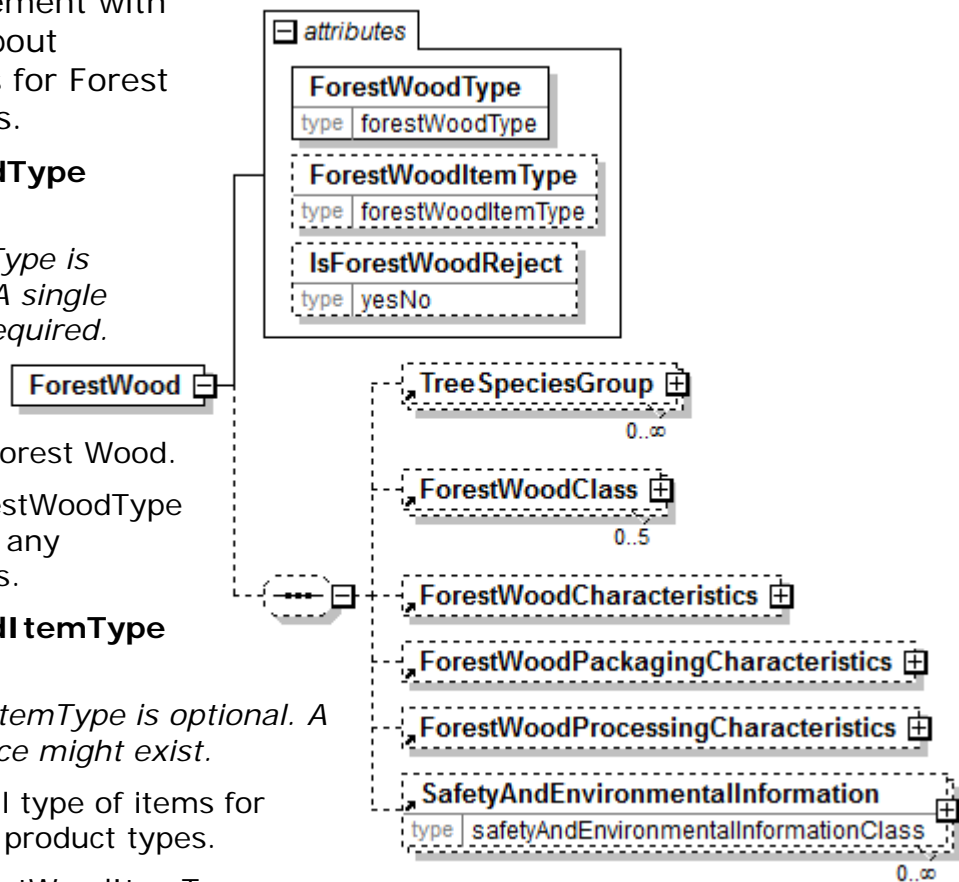 ement with
bout
s for Forest
s.
dType
Type is
A single
equired.
orest Wood.
estWoodType
any
s.
dItemType
temType is optional. A
ce might exist.
l type of items for
product types.
attributes
ForestWoodType
type forestWoodType
ForestWoodItemType
type forestWoodItemType
IsForestWoodReject
type yesNo
ForestWood
TreeSpeciesGroup
0..∞
ForestWoodClass
0..5
ForestWoodCharacteristics
ForestWoodPackagingCharacteristics
ForestWoodProcessingCharacteristics
SafetyAndEnvironmentalInformation
type safetyAndEnvironmentalInformationClass
0..∞